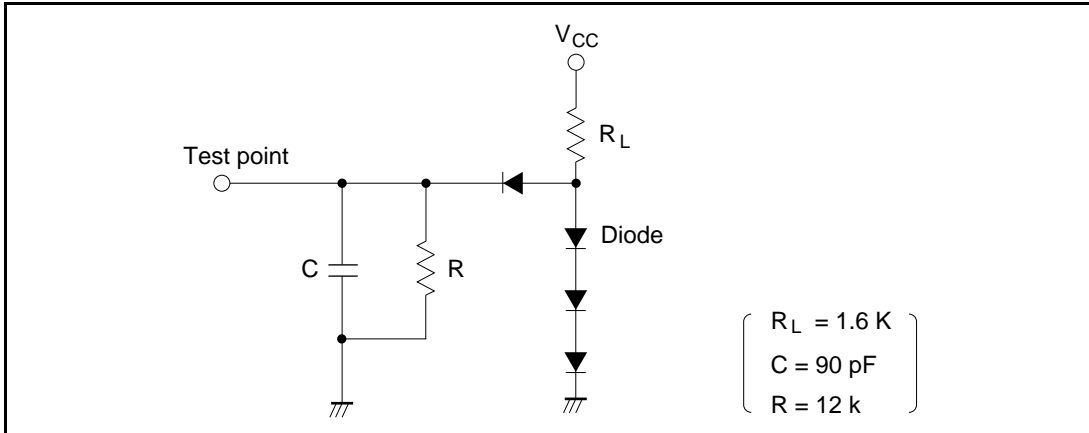 VCC
RL
Test point
Diode
C
R
RL = 1.6 K
C = 90 pF
R = 12 k